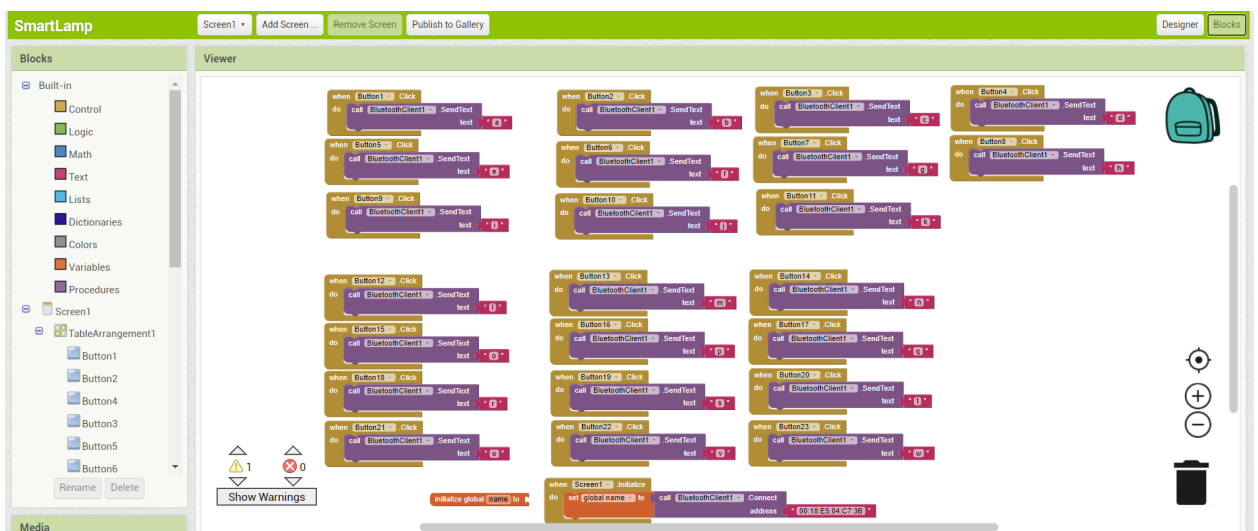 SmartLamp
Screen1 Add Screen ... Remove Screen Publish to Gallery Designer Blocks
Blocks
Viewer
Built-in
Control
Logic
Math
Text
Lists
Dictionaries
Colors
Variables
Procedures
Screen1
TableArrangement1
Button1
Button2
Button4
Button3
Button5
Button6
Rename Delete
Media
when Button1 .Click
do call BluetoothClient1 .SendText
text " a "
when Button2 .Click
do call BluetoothClient1 .SendText
text " b "
when Button3 .Click
do call BluetoothClient1 .SendText
text " c "
when Button4 .Click
do call BluetoothClient1 .SendText
text " d "
when Button5 .Click
do call BluetoothClient1 .SendText
text " e "
when Button6 .Click
do call BluetoothClient1 .SendText
text " f "
when Button7 .Click
do call BluetoothClient1 .SendText
text " g "
when Button8 .Click
do call BluetoothClient1 .SendText
text " h "
when Button9 .Click
do call BluetoothClient1 .SendText
text " i "
when Button10 .Click
do call BluetoothClient1 .SendText
text " j "
when Button11 .Click
do call BluetoothClient1 .SendText
text " k "
when Button12 .Click
do call BluetoothClient1 .SendText
text " l "
when Button13 .Click
do call BluetoothClient1 .SendText
text " m "
when Button14 .Click
do call BluetoothClient1 .SendText
text " n "
when Button15 .Click
do call BluetoothClient1 .SendText
text " o "
when Button16 .Click
do call BluetoothClient1 .SendText
text " p "
when Button17 .Click
do call BluetoothClient1 .SendText
text " q "
when Button18 .Click
do call BluetoothClient1 .SendText
text " r "
when Button19 .Click
do call BluetoothClient1 .SendText
text " s "
when Button20 .Click
do call BluetoothClient1 .SendText
text " t "
when Button21 .Click
do call BluetoothClient1 .SendText
text " u "
when Button22 .Click
do call BluetoothClient1 .SendText
text " v "
when Button23 .Click
do call BluetoothClient1 .SendText
text " w "
1 0
Show Warnings
initialize global name to
when Screen1 .Initialize
do set global name to call BluetoothClient1 .Connect
address " 00:18:E5:04:C7:3B "